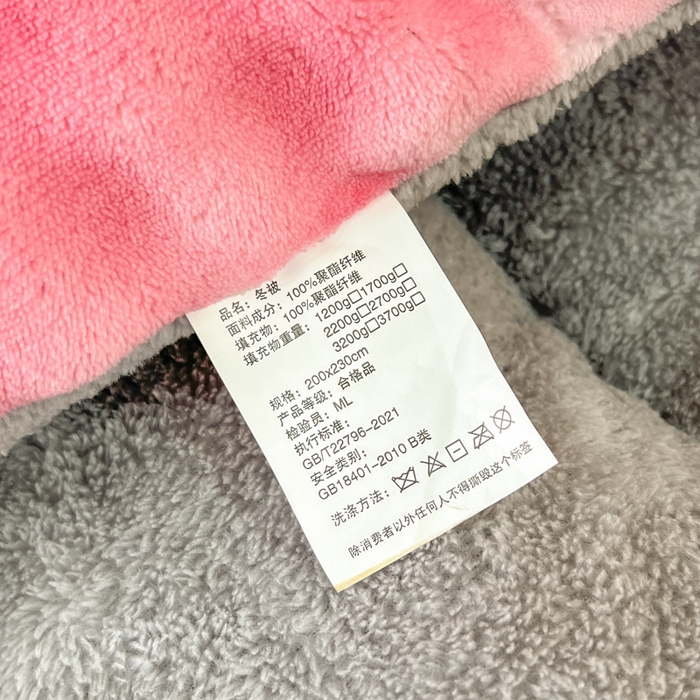 品名：冬被
面料成分：100%聚酯纤维
填充物：100%聚酯纤维
填充物重量：1200g□1700g□
2200g□2700g□
3200g□3700g□
规格：200x230cm
产品等级：合格品
检验员：ML
执行标准：
GB/T22796-2021
安全类别：
GB18401-2010 B类
洗涤方法：
除消费者以外任何人不得撕毁这个标签